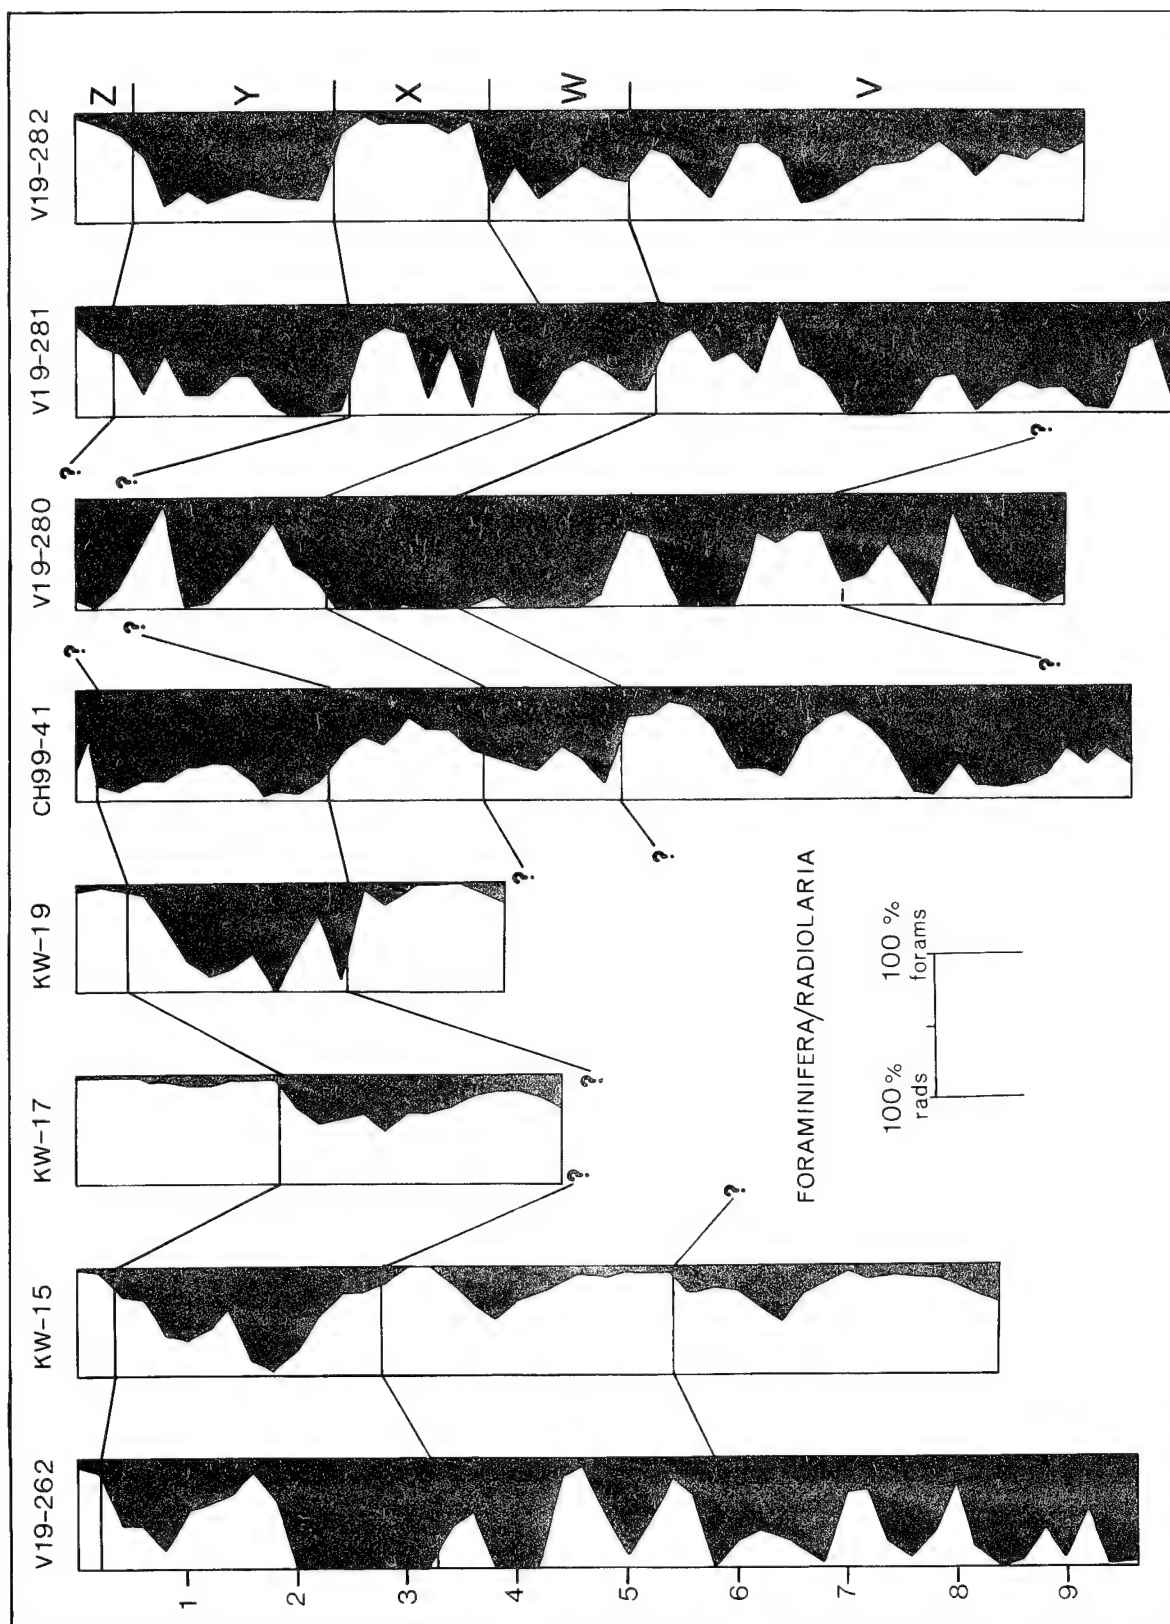 V19-262
KW-15
KW-17
KW-19
CH99-41
V19-280
V19-281
V19-282
Z
Y
X
W
V
?
?
?
?
?
?
?
?
?
?
?
?
1
2
3
4
5
6
7
8
9
FORAMINIFERA/RADIOLARIA
100%
rads
100%
forams